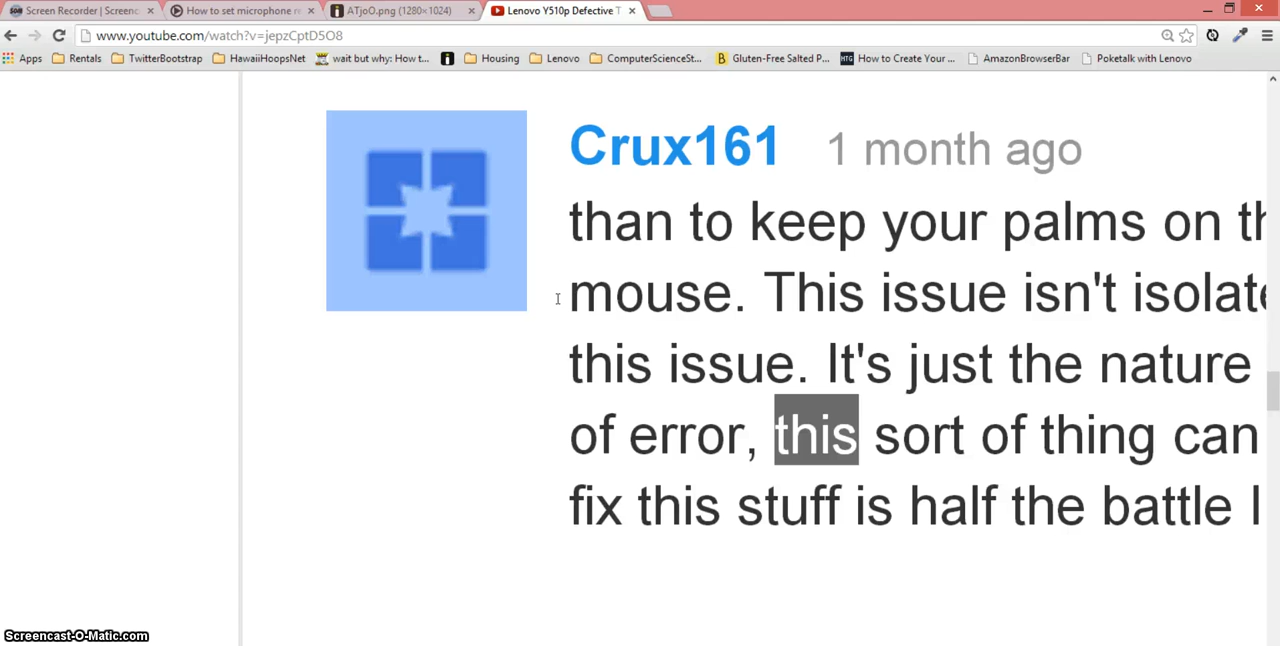 Screen Recorder | Screenc
How to set microphone re
ATjoO.png (1280×1024)
Lenovo Y510p Defective T
www.youtube.com/watch?v=jepzCptD5O8
Apps
Rentals
TwitterBootstrap
HawaiiHoopsNet
wait but why: How t...
Housing
Lenovo
ComputerScienceSt...
Gluten-Free Salted P...
How to Create Your ...
AmazonBrowserBar
Poketalk with Lenovo
Crux161 1 month ago
than to keep your palms on th
mouse. This issue isn't isolate
this issue. It's just the nature
of error, this sort of thing can
fix this stuff is half the battle I
Screencast-O-Matic.com